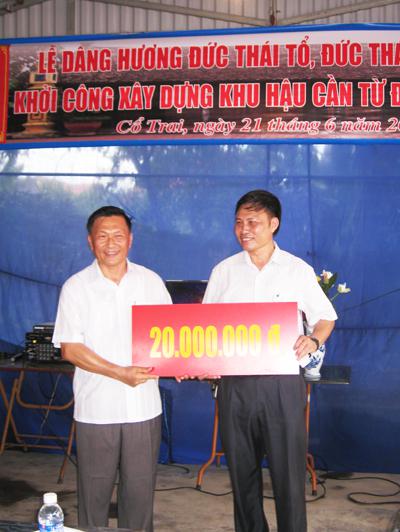 LỄ DÂNG HƯƠNG ĐỨC THÁI TỔ, ĐỨC THÁ
KHỞI CÔNG XÂY DỰNG KHU HẬU CẦN TỪ Đ
Cổ Trai, ngày 21 tháng 6 năm 20
20.000.000 đ